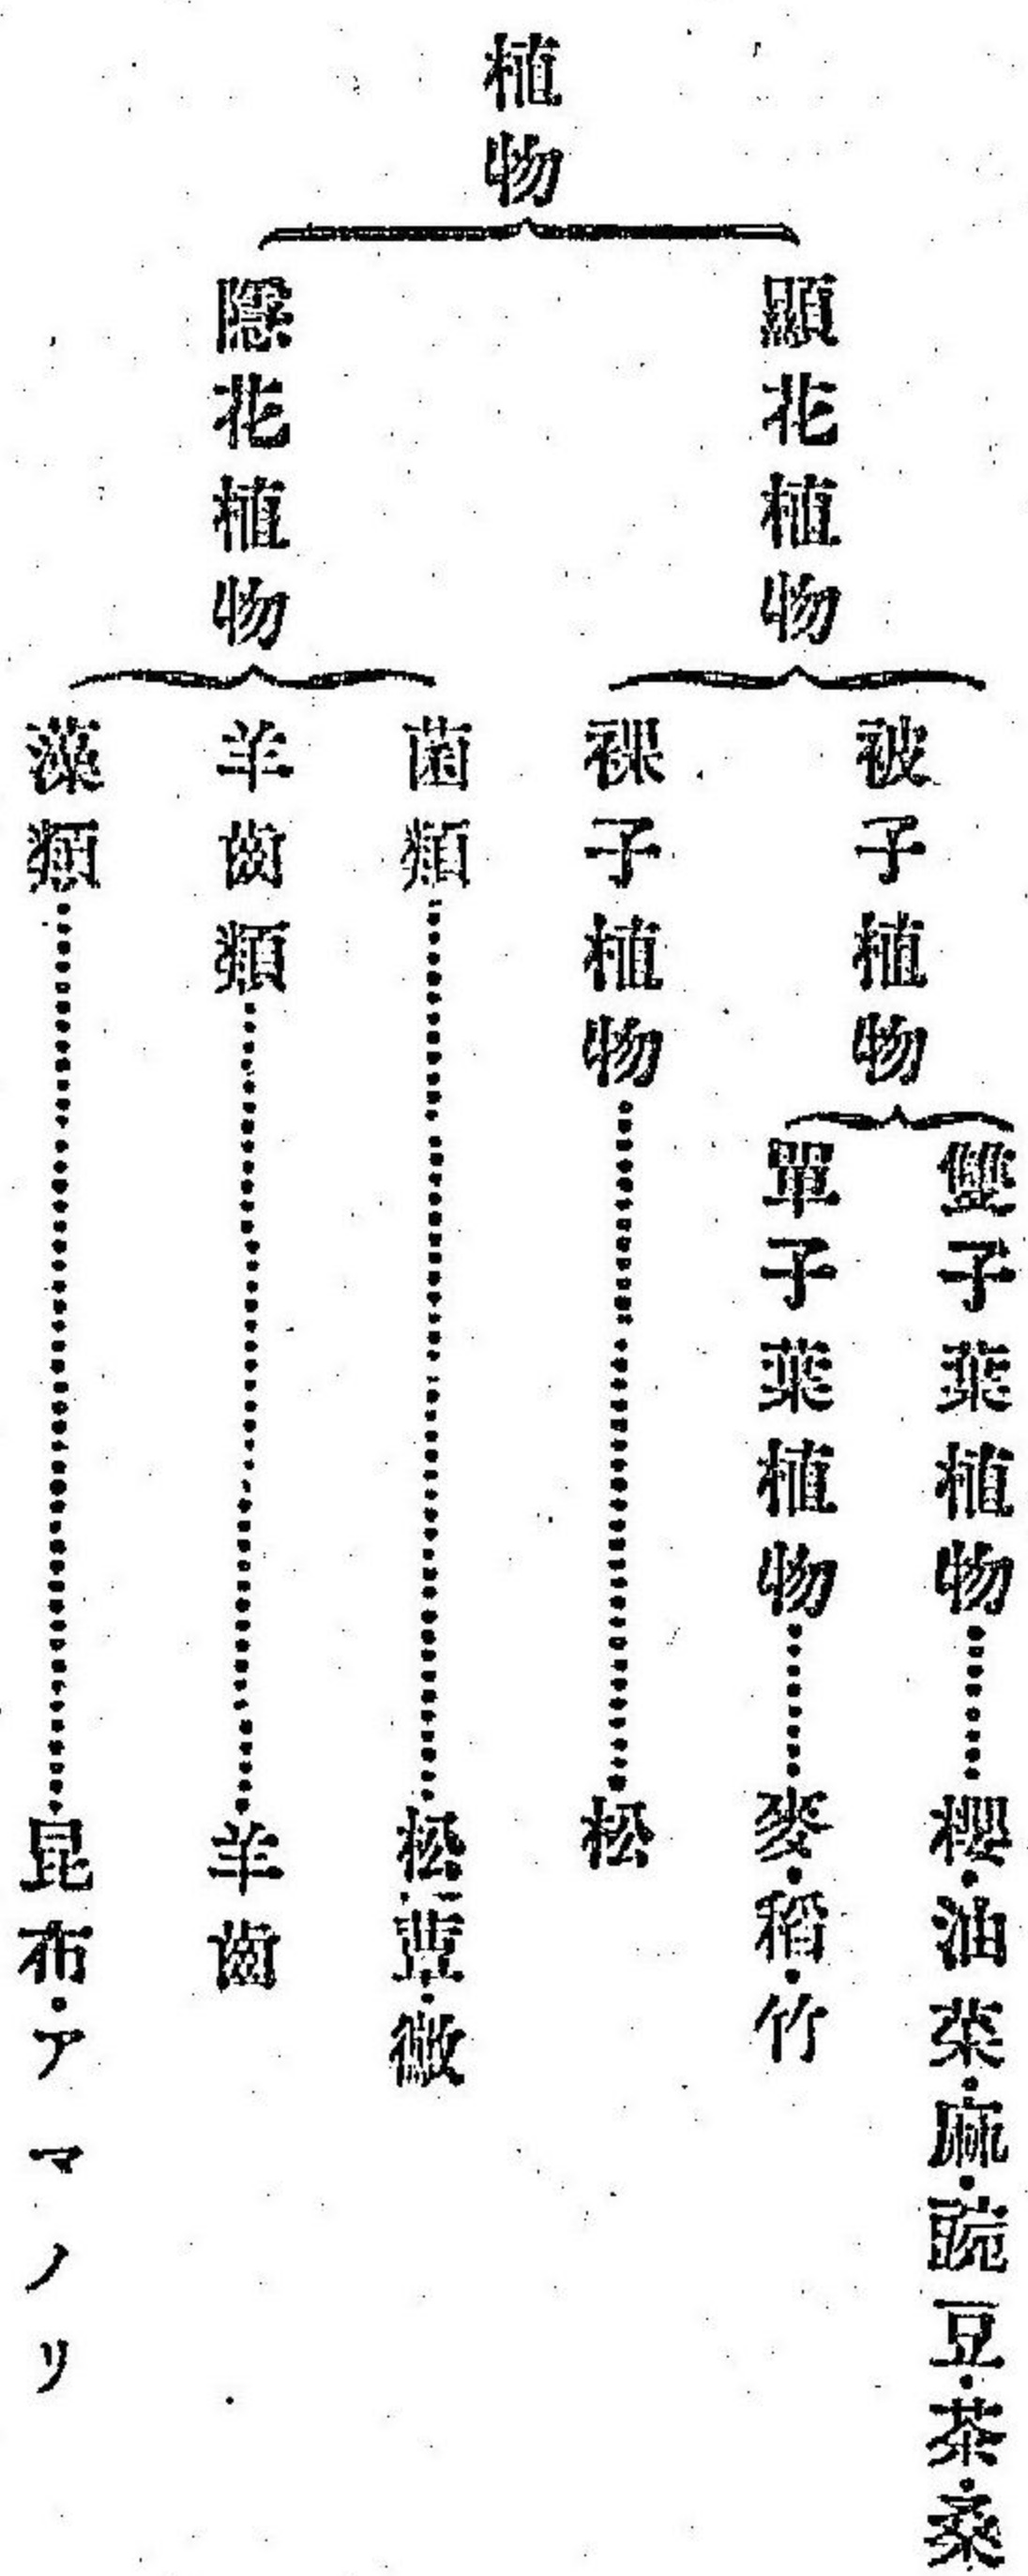 植物
顯花植物
被子植物
雙子葉植物……櫻・油菜・麻・豌豆・茶・桑
單子葉植物……麥・稻・竹
裸子植物……松
隱花植物
菌類……松蕈・黴
羊齒類……羊齒
藻類……昆布・アマノリ